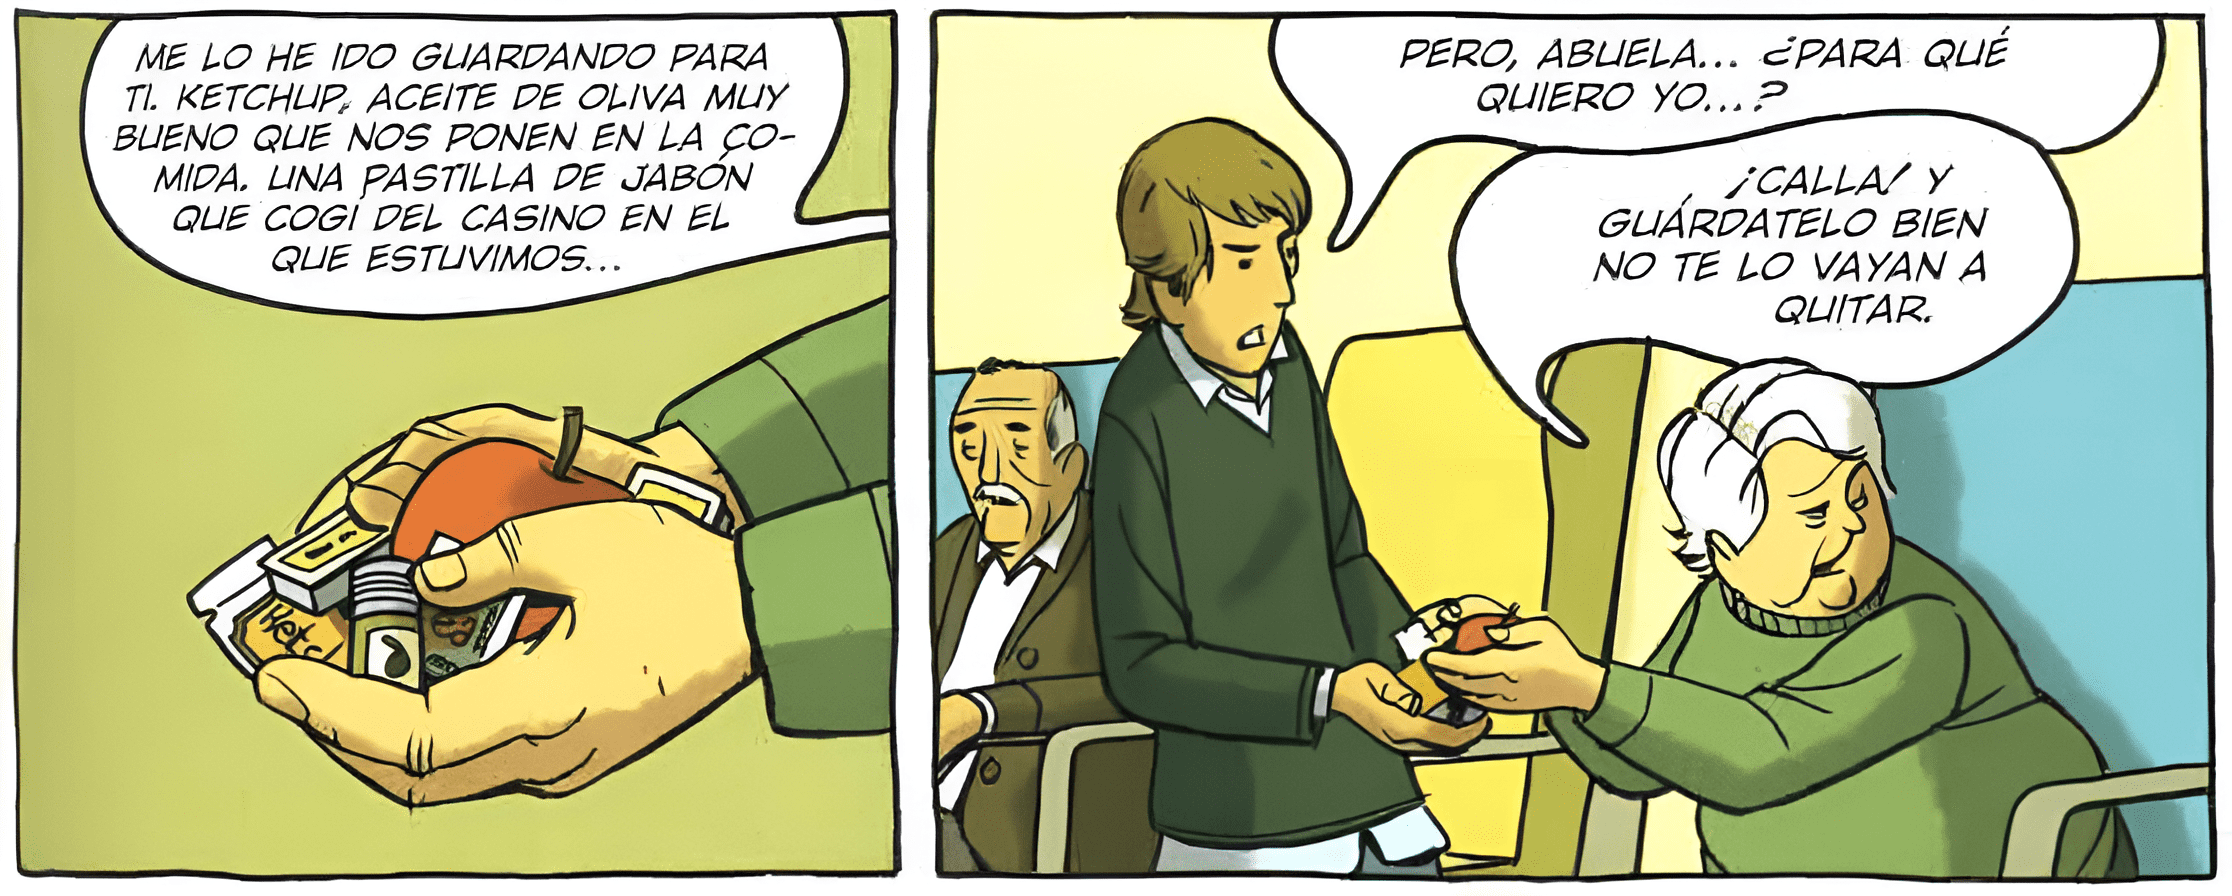 ME LO HE IDO GUARDANDO PARA
TI. KETCHUP, ACEITE DE OLIVA MUY
BUENO QUE NOS PONEN EN LA CO-
MIDA. UNA PASTILLA DE JABÓN
QUE COGÍ DEL CASINO EN EL
QUE ESTUVIMOS...
Ketc
PERO, ABUELA... ¿PARA QUÉ
QUIERO YO...?
¡CALLA! Y
GUÁRDATELO BIEN
NO TE LO VAYAN A
QUITAR.